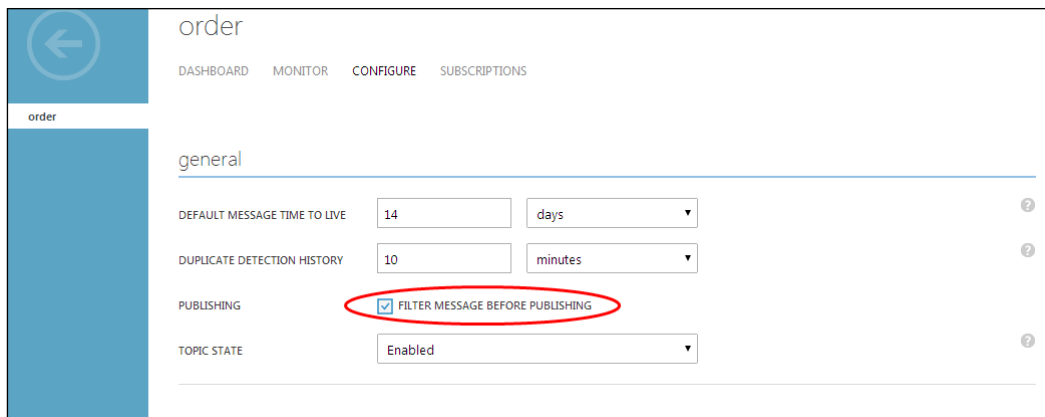 order
DASHBOARD MONITOR CONFIGURE SUBSCRIPTIONS
order
general
DEFAULT MESSAGE TIME TO LIVE 14 days ?
DUPLICATE DETECTION HISTORY 10 minutes ?
PUBLISHING FILTER MESSAGE BEFORE PUBLISHING
TOPIC STATE Enabled ?